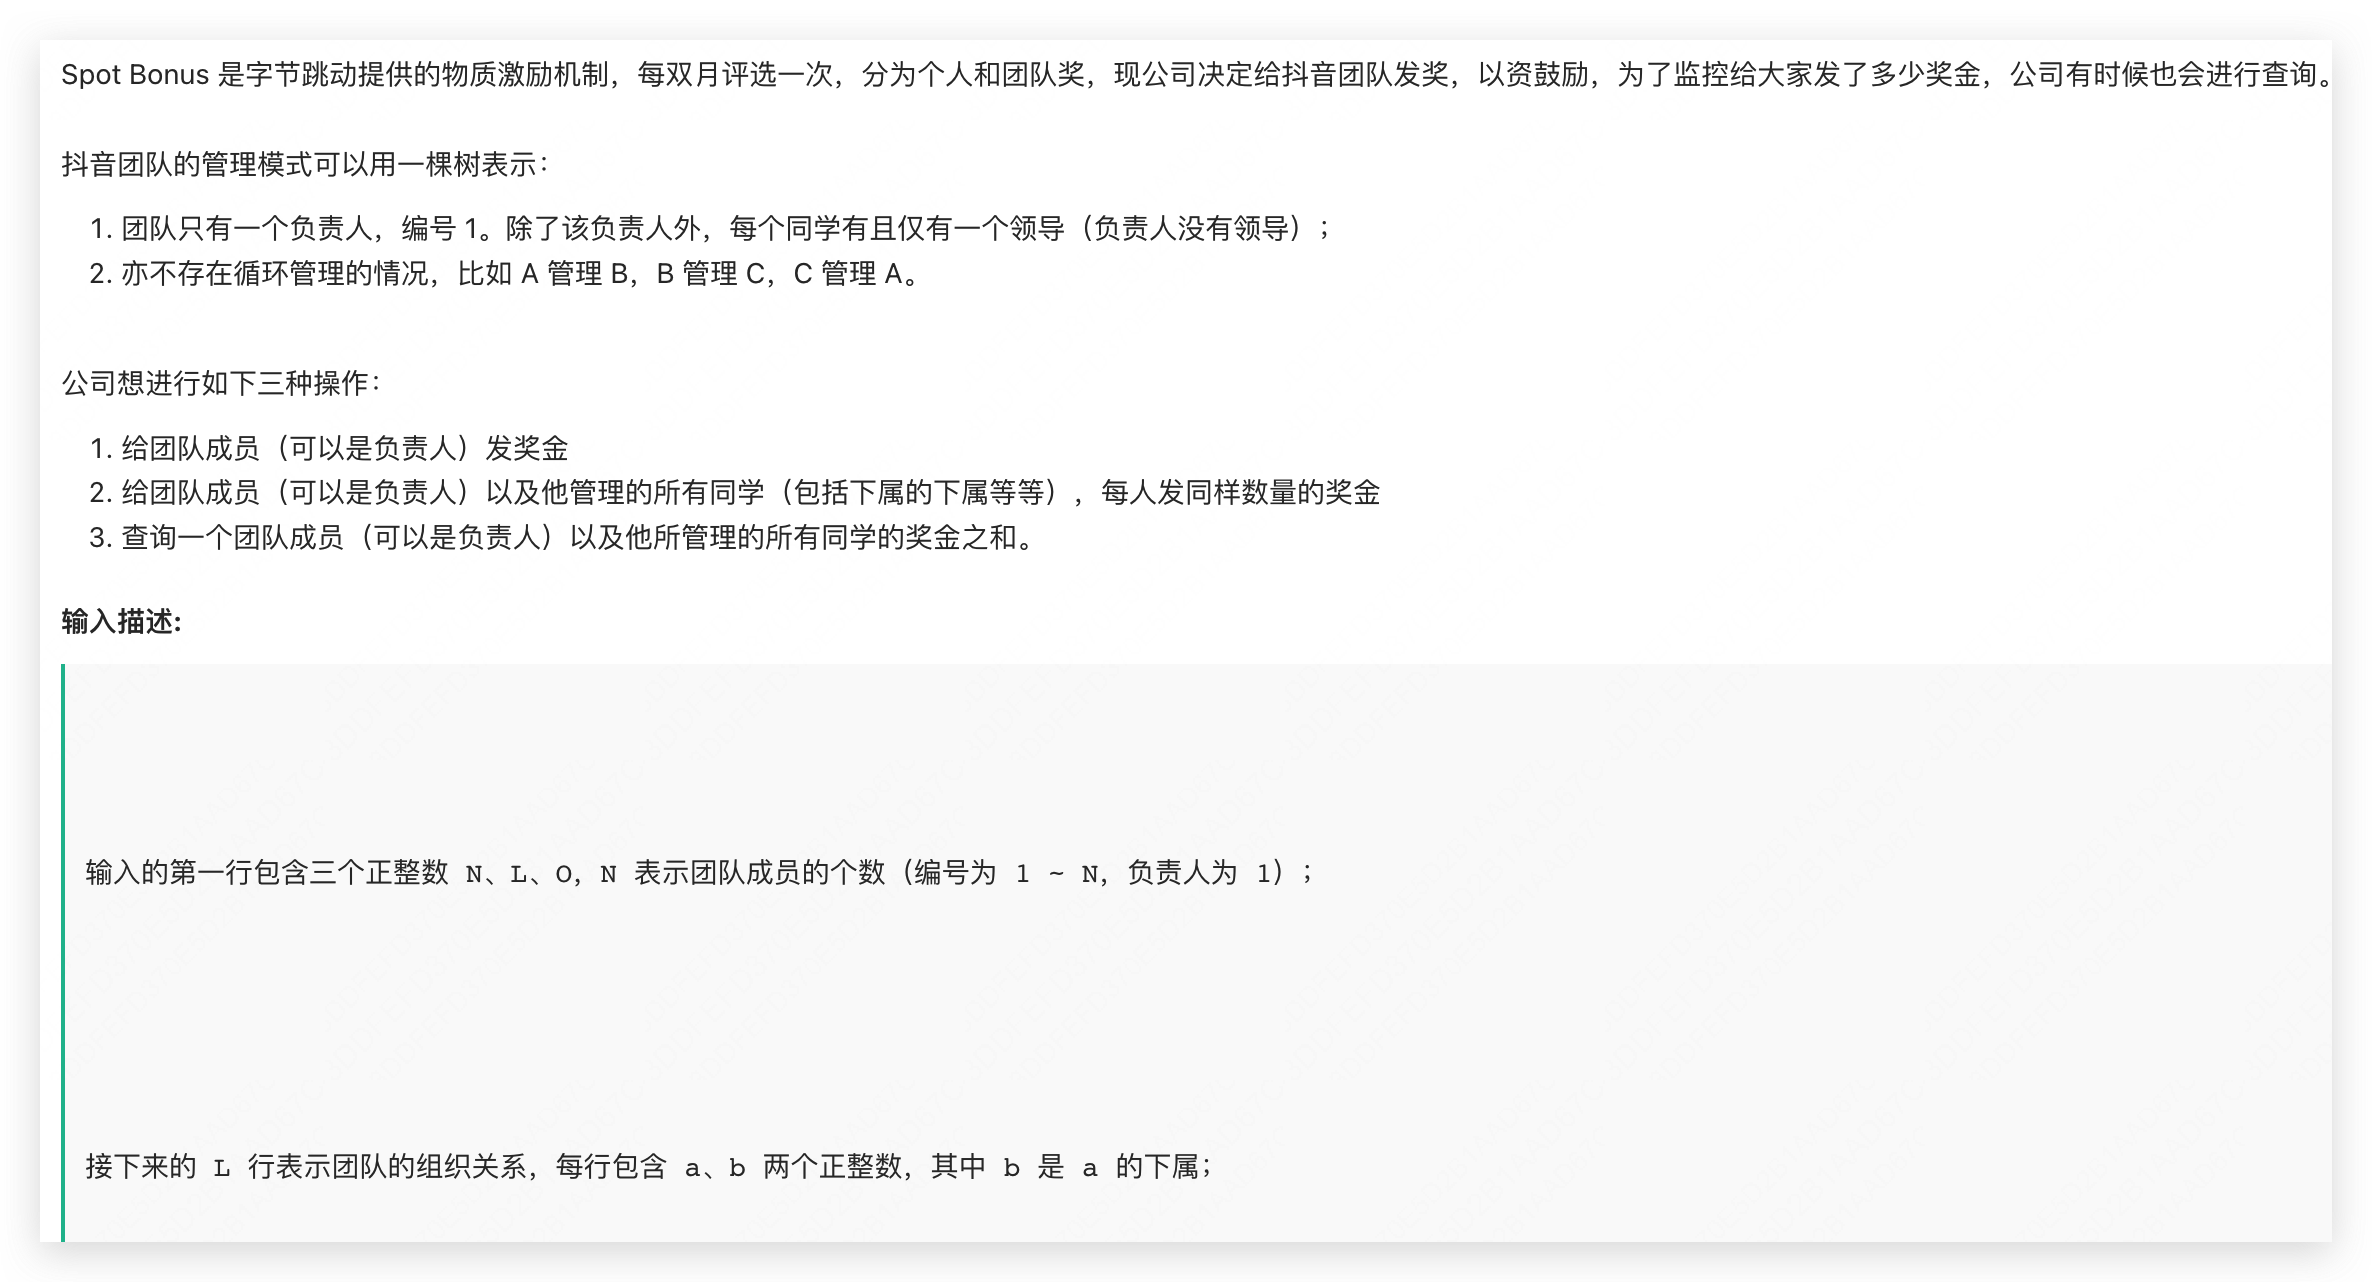 Spot Bonus 是字节跳动提供的物质激励机制，每双月评选一次，分为个人和团队奖，现公司决定给抖音团队发奖，以资鼓励，为了监控给大家发了多少奖金，公司有时候也会进行查询。
抖音团队的管理模式可以用一棵树表示：
1. 团队只有一个负责人，编号 1。除了该负责人外，每个同学有且仅有一个领导（负责人没有领导）；
2. 亦不存在循环管理的情况，比如 A 管理 B，B 管理 C，C 管理 A。
公司想进行如下三种操作：
1. 给团队成员（可以是负责人）发奖金
2. 给团队成员（可以是负责人）以及他管理的所有同学（包括下属的下属等等），每人发同样数量的奖金
3. 查询一个团队成员（可以是负责人）以及他所管理的所有同学的奖金之和。
输入描述:
输入的第一行包含三个正整数 N、L、O，N 表示团队成员的个数（编号为 1 ~ N，负责人为 1）；
接下来的 L 行表示团队的组织关系，每行包含 a、b 两个正整数，其中 b 是 a 的下属；